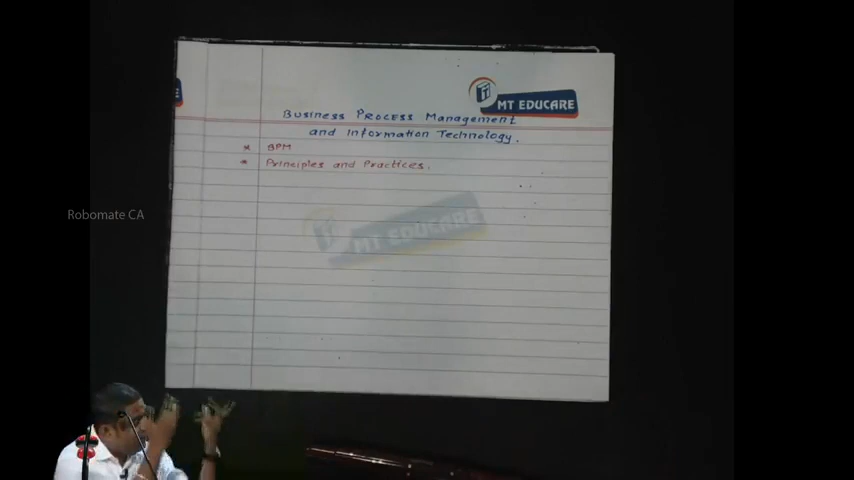 MT EDUCARE
Business Process Management
and Information Technology.
* BPM
* Principles and Practices.
Robomate CA
MT EDUCARE